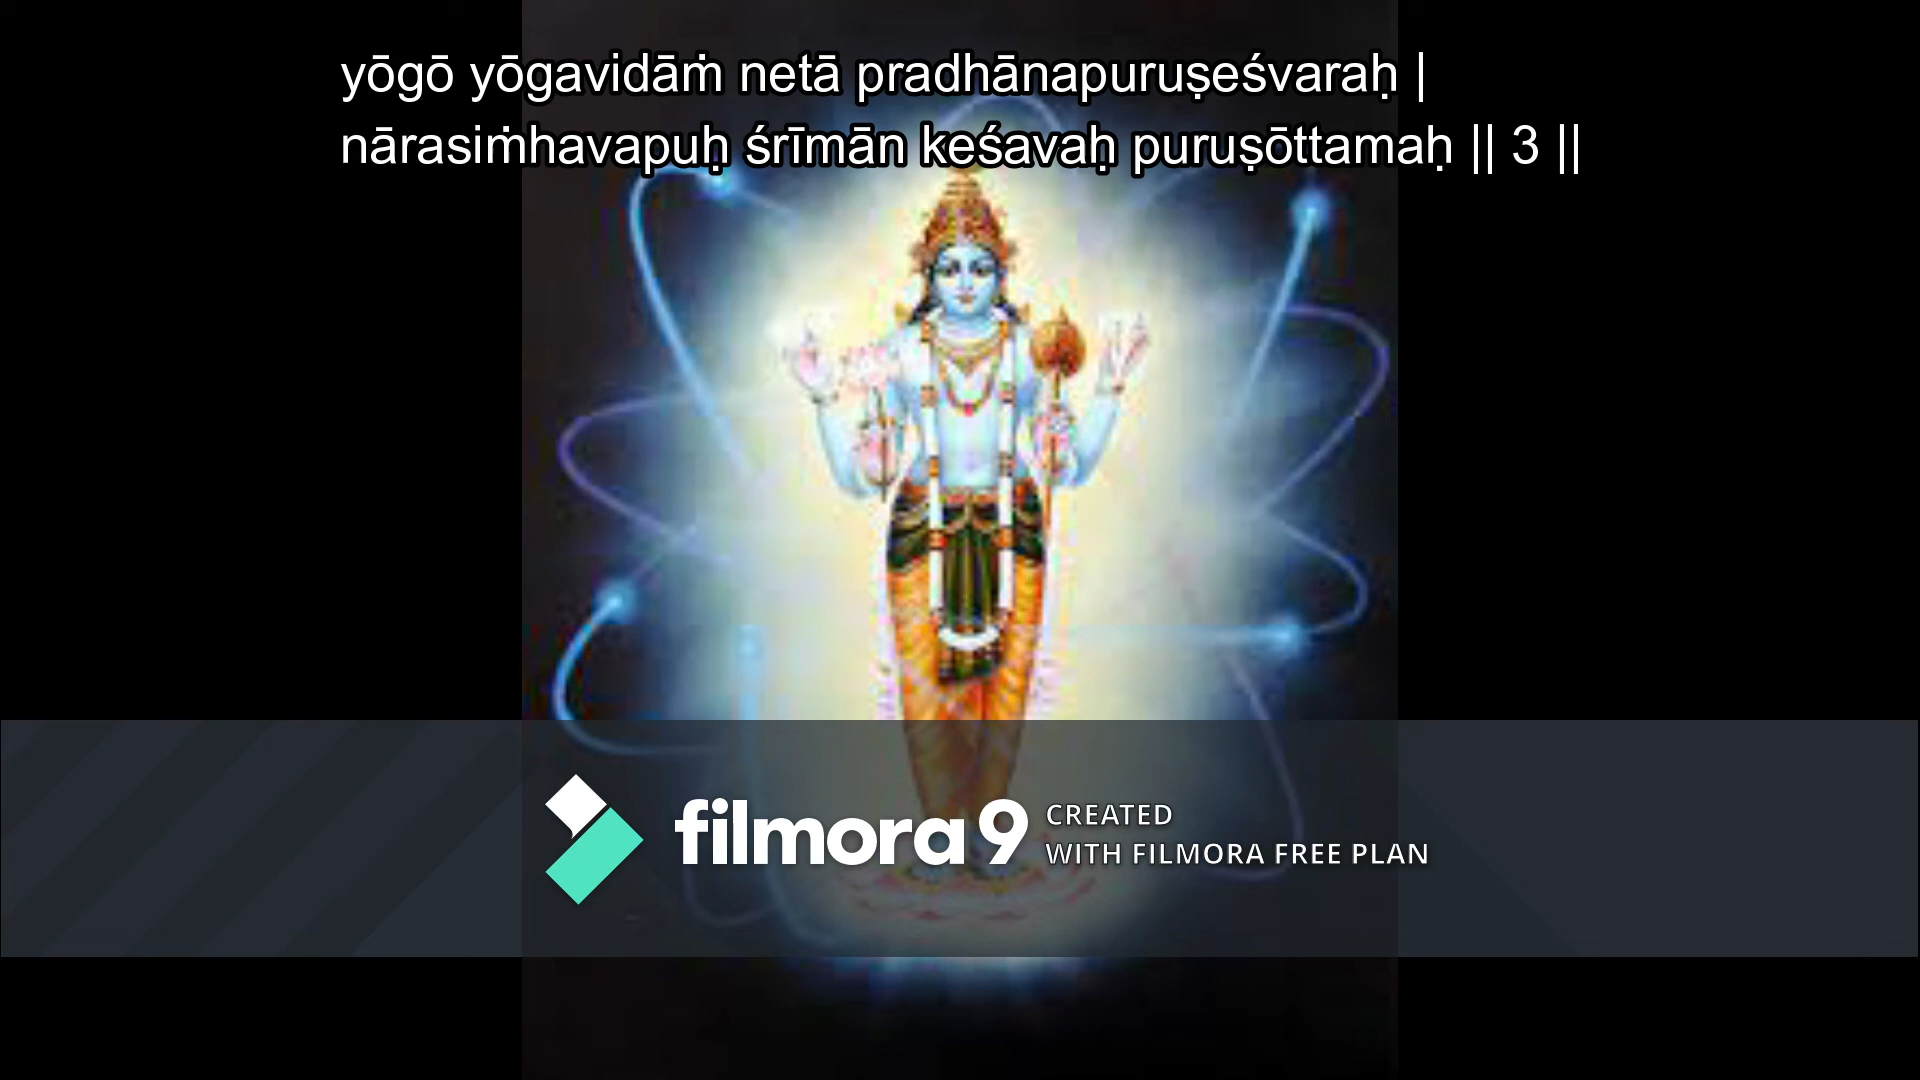 yōgō yōgavidāṁ netā pradhānapuruṣeśvaraḥ |
nārasiṁhavapuḥ śrīmān keśavaḥ puruṣōttamaḥ || 3 ||
filmora9 CREATED
WITH FILMORA FREE PLAN